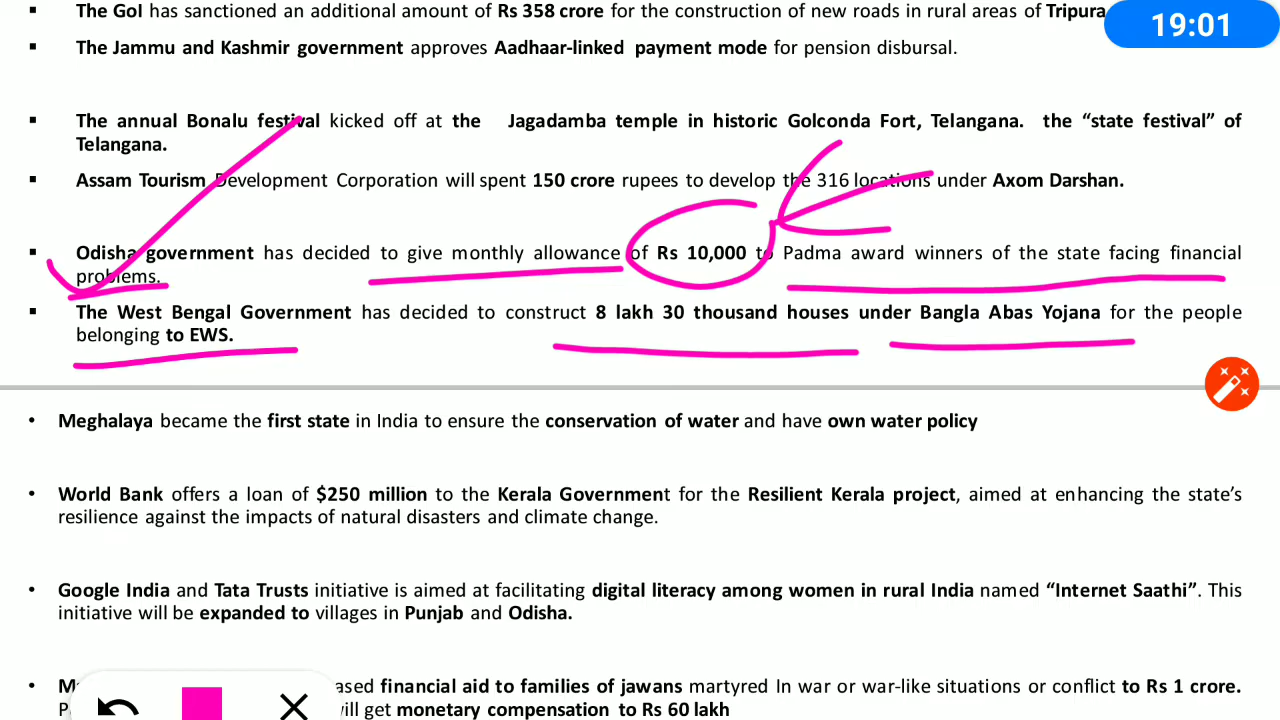 ▪ The GoI has sanctioned an additional amount of Rs 358 crore for the construction of new roads in rural areas of Tripura
19:01
▪ The Jammu and Kashmir government approves Aadhaar-linked payment mode for pension disbursal.
▪ The annual Bonalu festival kicked off at the Jagadamba temple in historic Golconda Fort, Telangana. the “state festival” of
Telangana.
▪ Assam Tourism Development Corporation will spent 150 crore rupees to develop the 316 locations under Axom Darshan.
▪ Odisha government has decided to give monthly allowance of Rs 10,000 to Padma award winners of the state facing financial
problems.
▪ The West Bengal Government has decided to construct 8 lakh 30 thousand houses under Bangla Abas Yojana for the people
belonging to EWS.
• Meghalaya became the first state in India to ensure the conservation of water and have own water policy
• World Bank offers a loan of $250 million to the Kerala Government for the Resilient Kerala project, aimed at enhancing the state’s
resilience against the impacts of natural disasters and climate change.
• Google India and Tata Trusts initiative is aimed at facilitating digital literacy among women in rural India named “Internet Saathi”. This
initiative will be expanded to villages in Punjab and Odisha.
• financial aid to families of jawans martyred In war or war-like situations or conflict to Rs 1 crore.
will get monetary compensation to Rs 60 lakh